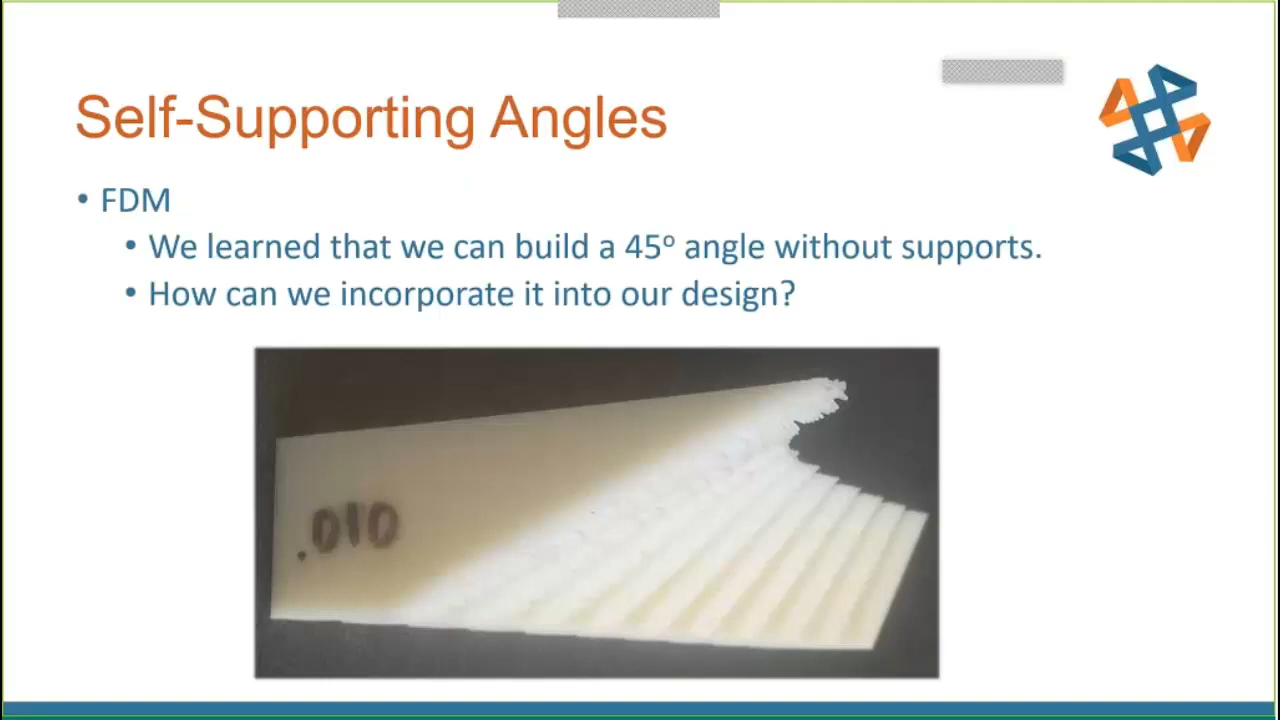 Self-Supporting Angles
• FDM
• We learned that we can build a 45º angle without supports.
• How can we incorporate it into our design?
.010